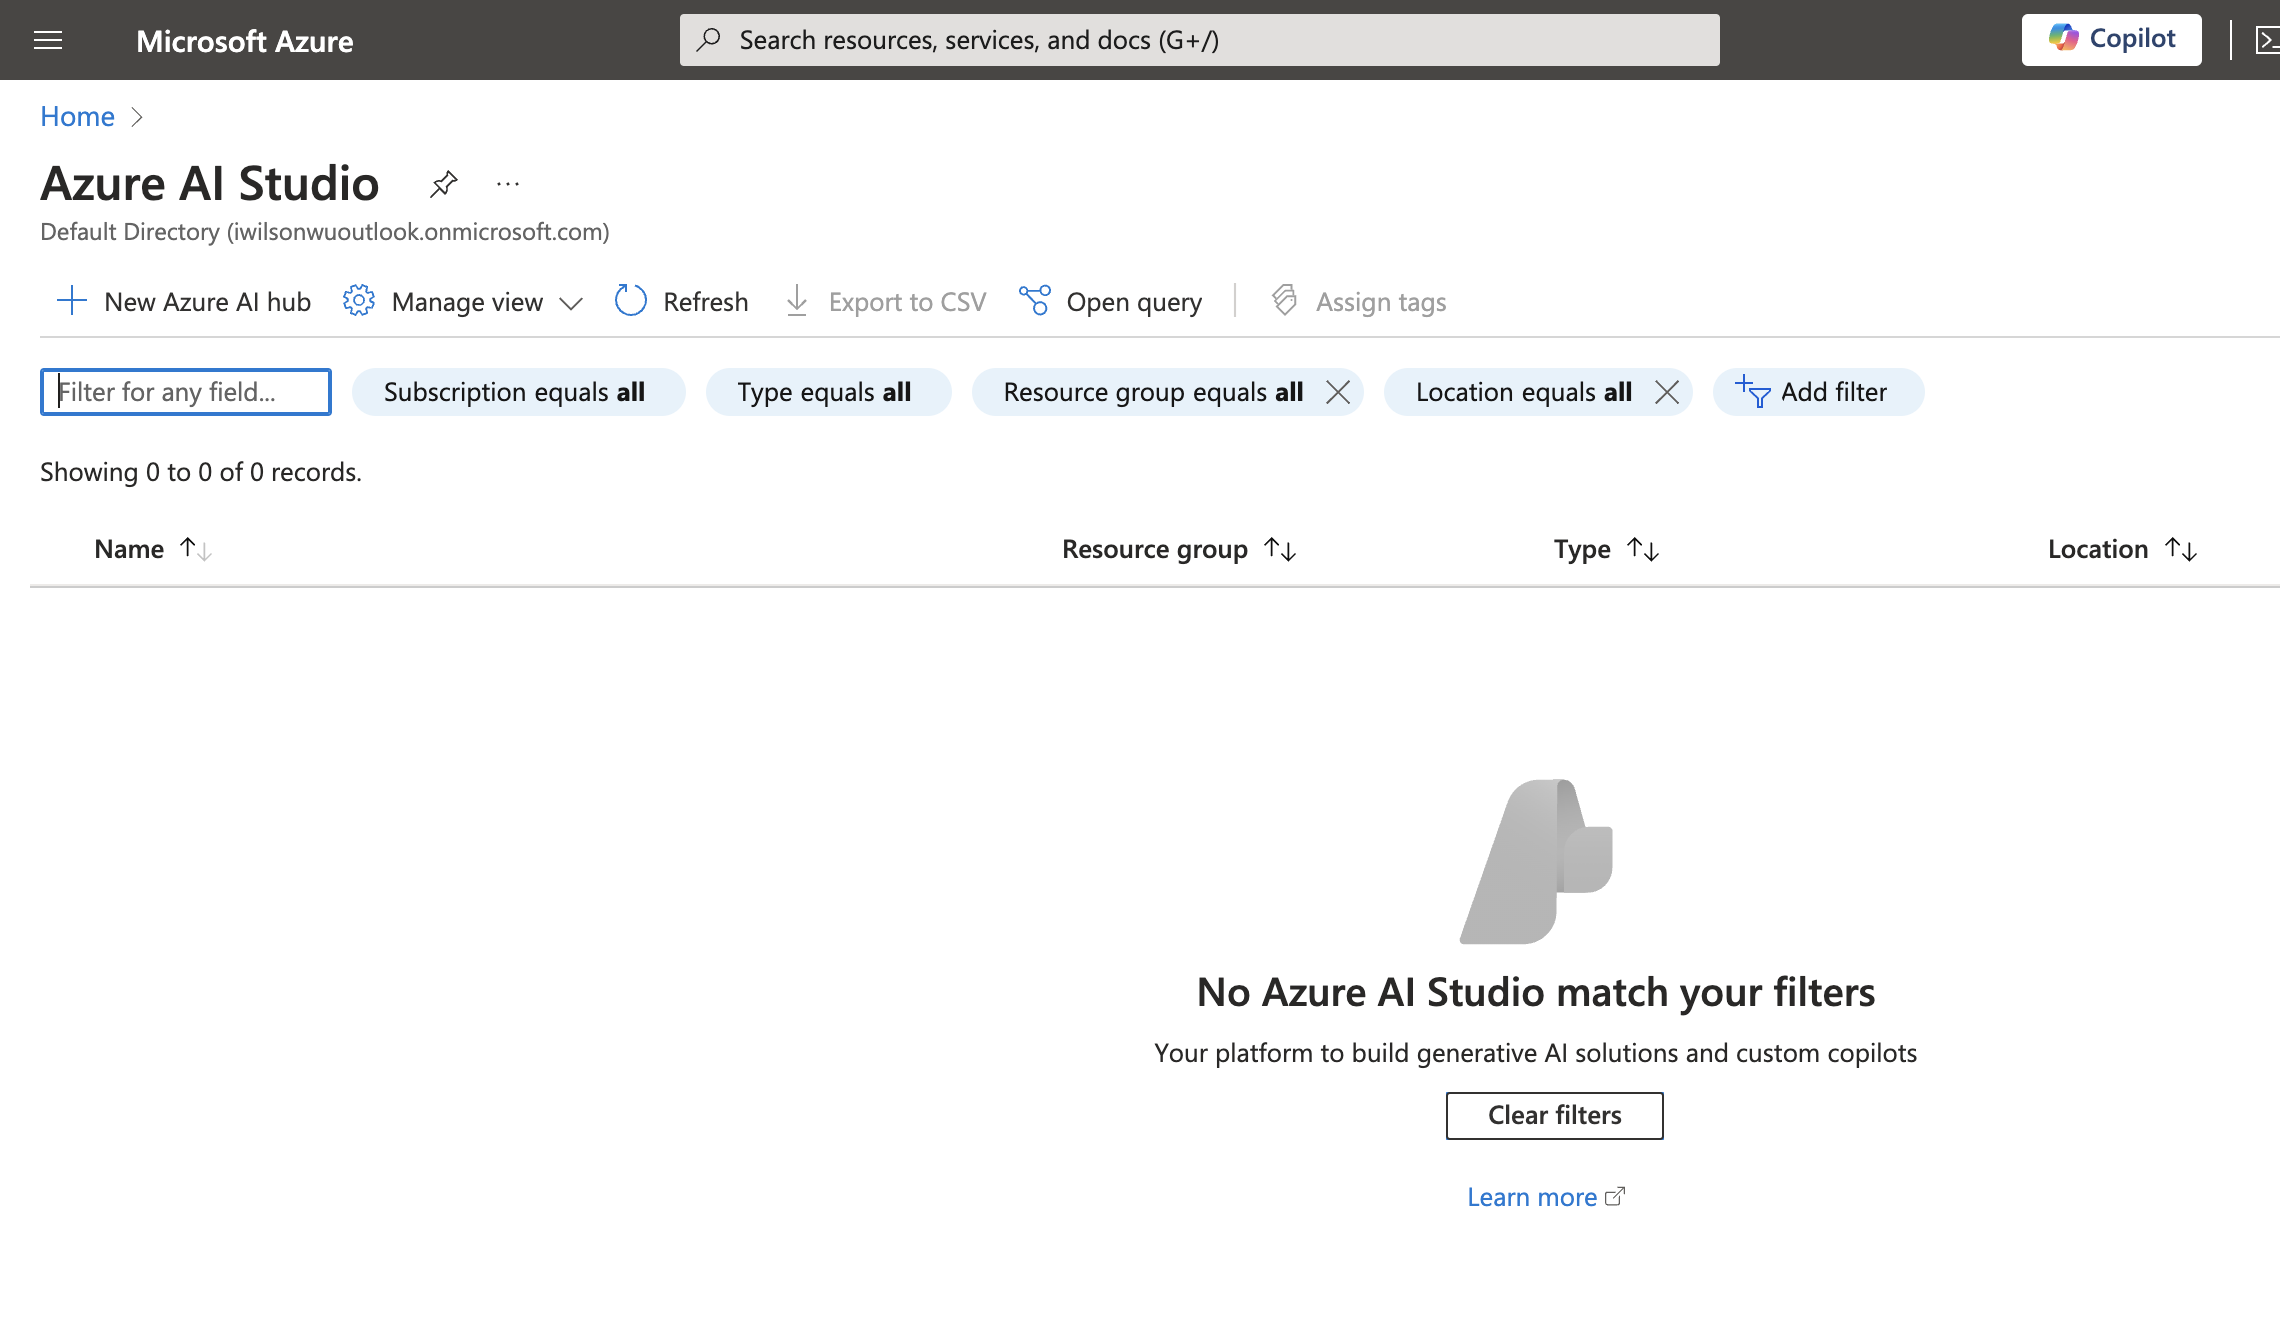 Microsoft Azure
Search resources, services, and docs (G+/)
Copilot
Home
Azure AI Studio
Default Directory (iwilsonwuoutlook.onmicrosoft.com)
New Azure AI hub Manage view Refresh Export to CSV Open query Assign tags
Filter for any field... Subscription equals all Type equals all Resource group equals all Location equals all Add filter
Showing 0 to 0 of 0 records.
Name Resource group Type Location
No Azure AI Studio match your filters
Your platform to build generative AI solutions and custom copilots
Clear filters
Learn more